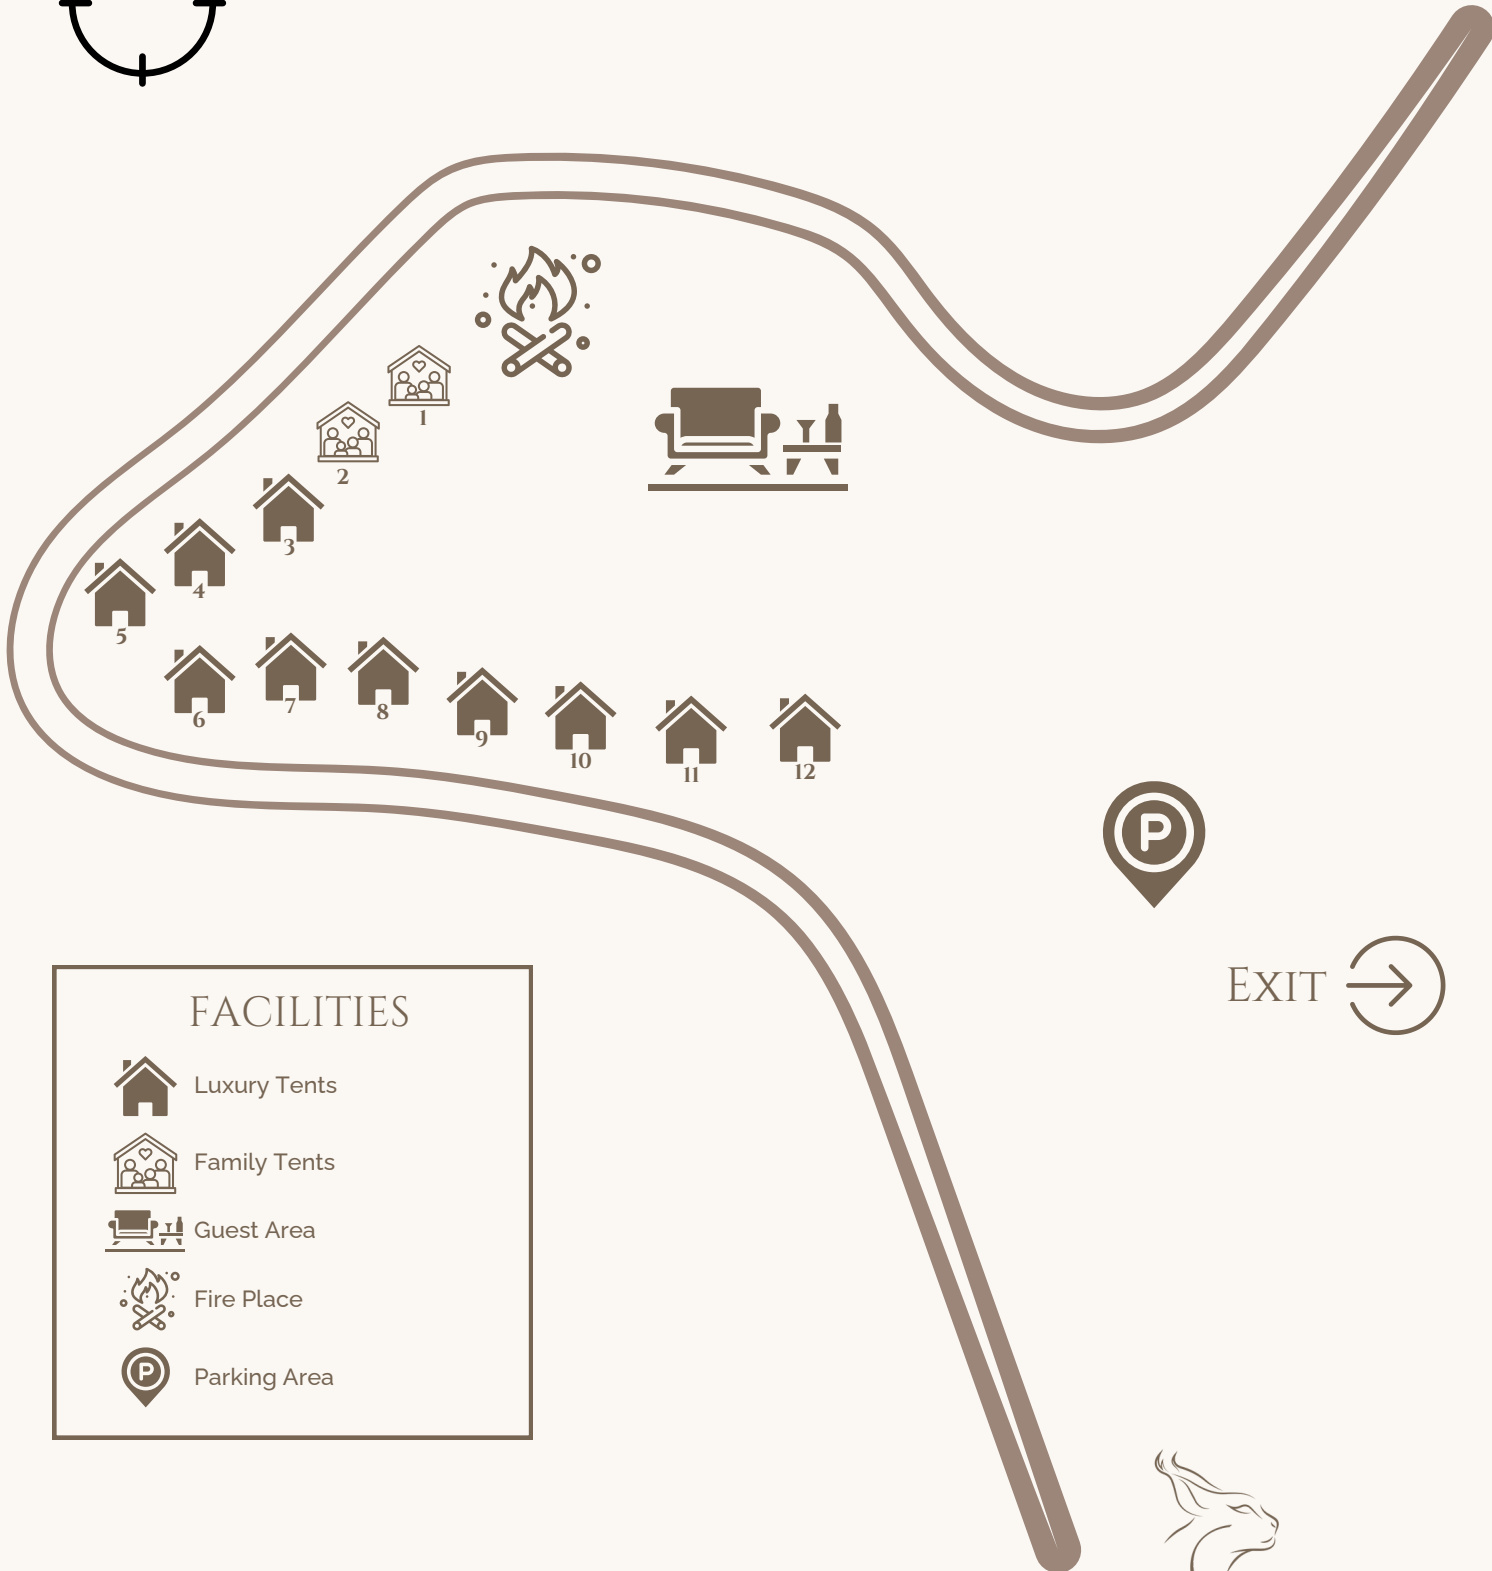 1
2
3
4
5
6
7
8
9
10
11
12
P
EXIT
FACILITIES
Luxury Tents
Family Tents
Guest Area
Fire Place
P
Parking Area